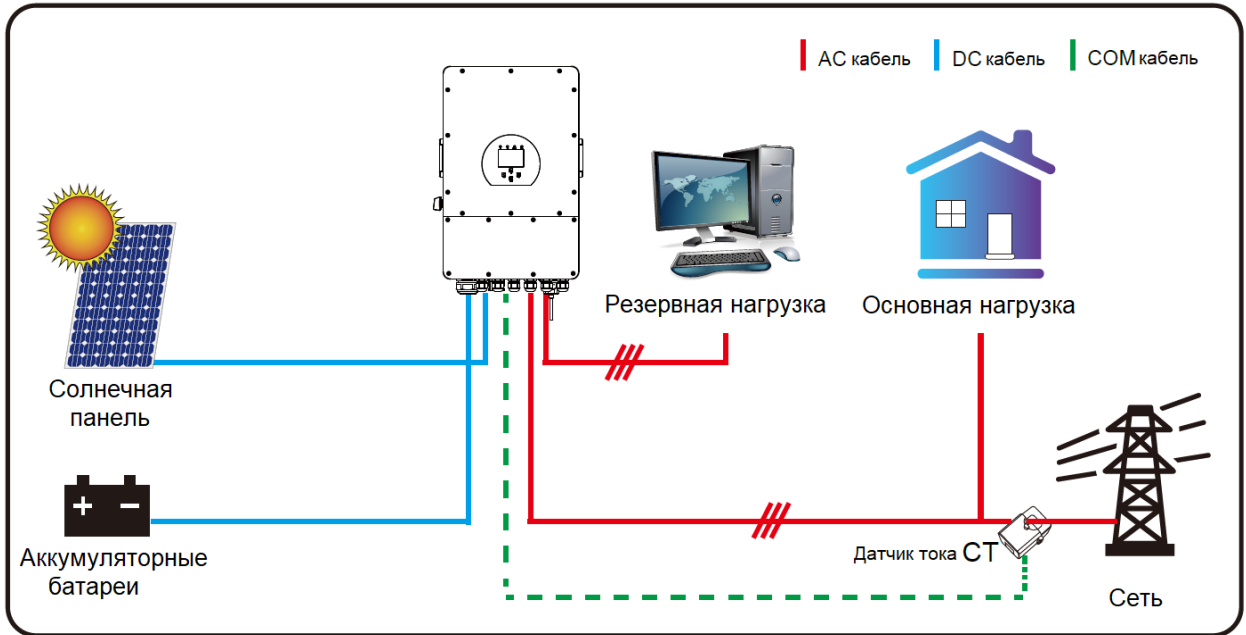 AC кабель
DC кабель
COM кабель
Резервная нагрузка
Основная нагрузка
Солнечная
панель
Аккумуляторные
батареи
Датчик тока CT
Сеть